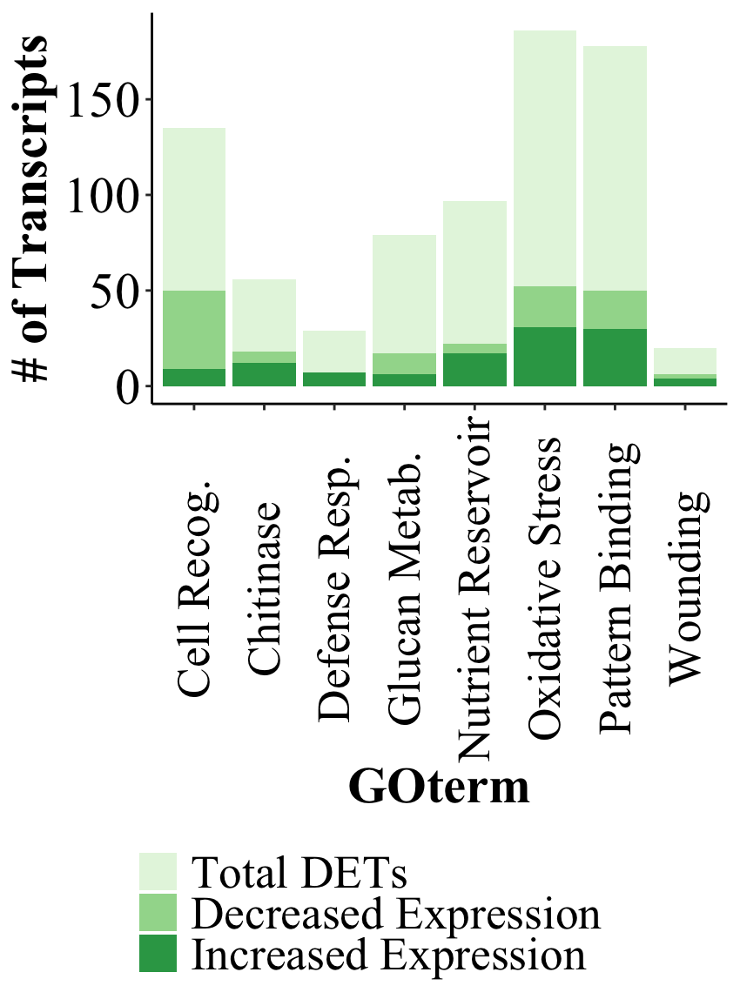 # of Transcripts
150
100
50
0
Cell Recog.
Chitinase
Defense Resp.
Glucan Metab.
Nutrient Reservoir
Oxidative Stress
Pattern Binding
Wounding
GOterm
Total DETs
Decreased Expression
Increased Expression